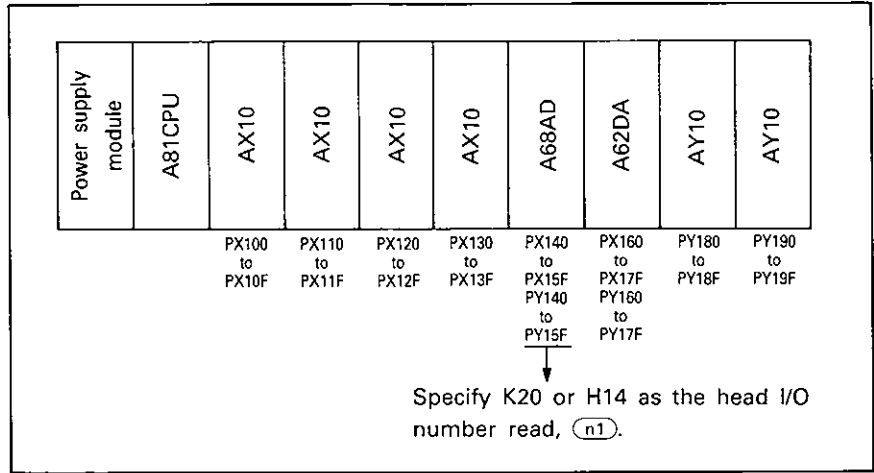 Power supply
module
A81CPU
AX10
AX10
AX10
AX10
A68AD
A62DA
AY10
AY10
PX100
to
PX10F
PX110
to
PX11F
PX120
to
PX12F
PX130
to
PX13F
PX140
to
PX15F
PY140
to
PY15F
PX160
to
PX17F
PY160
to
PY17F
PY180
to
PY18F
PY190
to
PY19F
Specify K20 or H14 as the head I/O
number read, (n1).